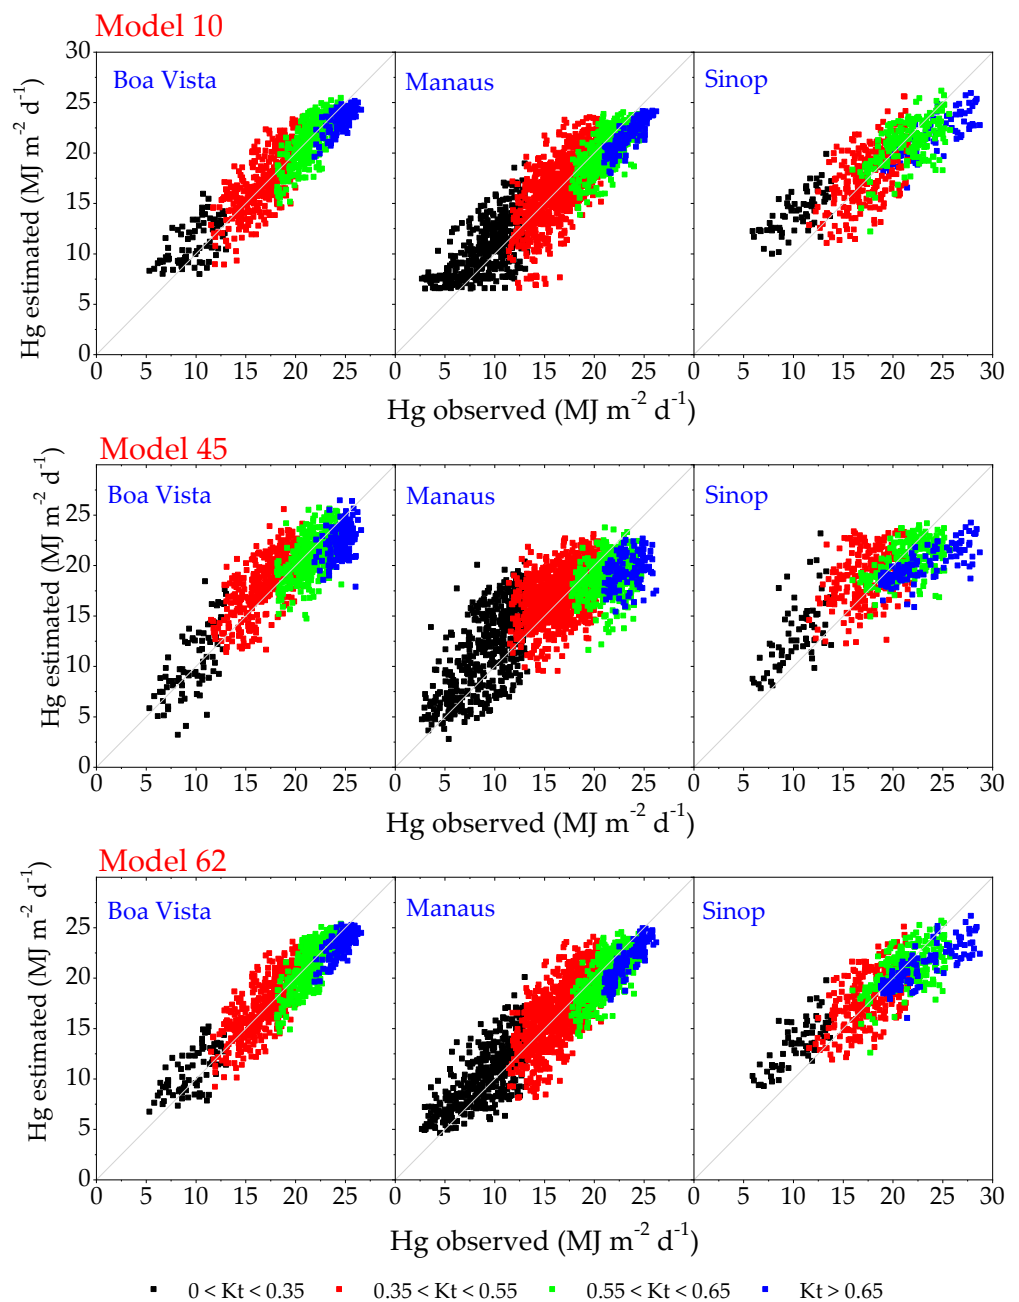 Model 10
30
25
20
15
10
5
0
Hg estimated (MJ m⁻² d⁻¹)
Boa Vista
Manaus
Sinop
0 5 10 15 20 25 0 5 10 15 20 25 0 5 10 15 20 25 30
Hg observed (MJ m⁻² d⁻¹)
Model 45
25
20
15
10
5
0
Hg estimated (MJ m⁻² d⁻¹)
Boa Vista
Manaus
Sinop
0 5 10 15 20 25 0 5 10 15 20 25 0 5 10 15 20 25 30
Hg observed (MJ m⁻² d⁻¹)
Model 62
25
20
15
10
5
0
Hg estimated (MJ m⁻² d⁻¹)
Boa Vista
Manaus
Sinop
0 5 10 15 20 25 0 5 10 15 20 25 0 5 10 15 20 25 30
Hg observed (MJ m⁻² d⁻¹)
0 < Kt < 0.35 0.35 < Kt < 0.55 0.55 < Kt < 0.65 Kt > 0.65